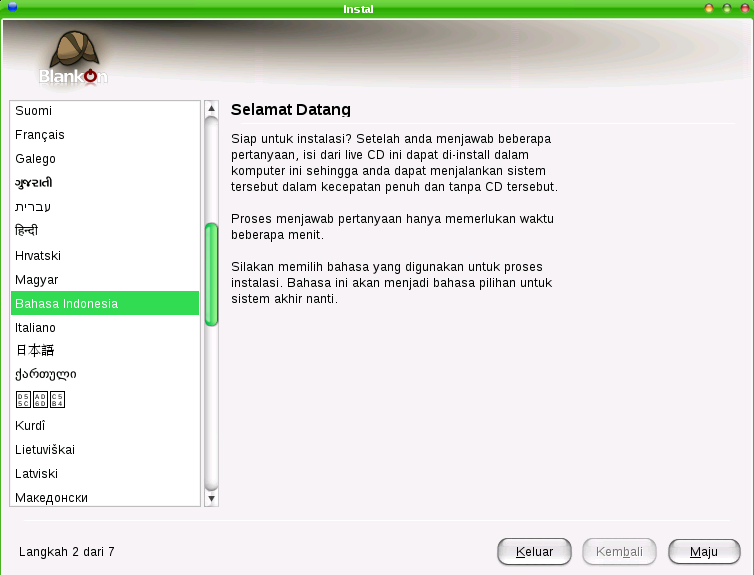 Instal
BlankOn
Suomi
Français
Galego
ગુજરાતી
עברית
हिन्दी
Hrvatski
Magyar
Bahasa Indonesia
Italiano
日本語
ქართული
Kurdî
Lietuviškai
Latviski
Македонски
Selamat Datang
Siap untuk instalasi? Setelah anda menjawab beberapa
pertanyaan, isi dari live CD ini dapat di-install dalam
komputer ini sehingga anda dapat menjalankan sistem
tersebut dalam kecepatan penuh dan tanpa CD tersebut.
Proses menjawab pertanyaan hanya memerlukan waktu
beberapa menit.
Silakan memilih bahasa yang digunakan untuk proses
instalasi. Bahasa ini akan menjadi bahasa pilihan untuk
sistem akhir nanti.
Langkah 2 dari 7
Keluar
Kembali
Maju